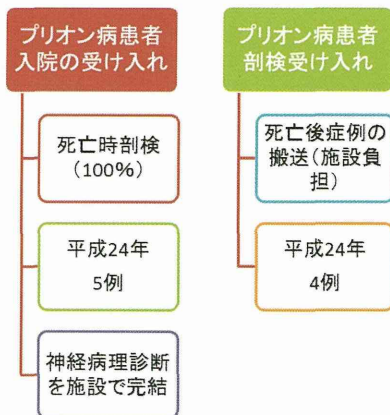 プリオン病患者
入院の受け入れ
死亡時剖検
（100％）
平成24年
5例
神経病理診断
を施設で完結
プリオン病患者
剖検受け入れ
死亡後症例の
搬送（施設負
担）
平成24年
4例